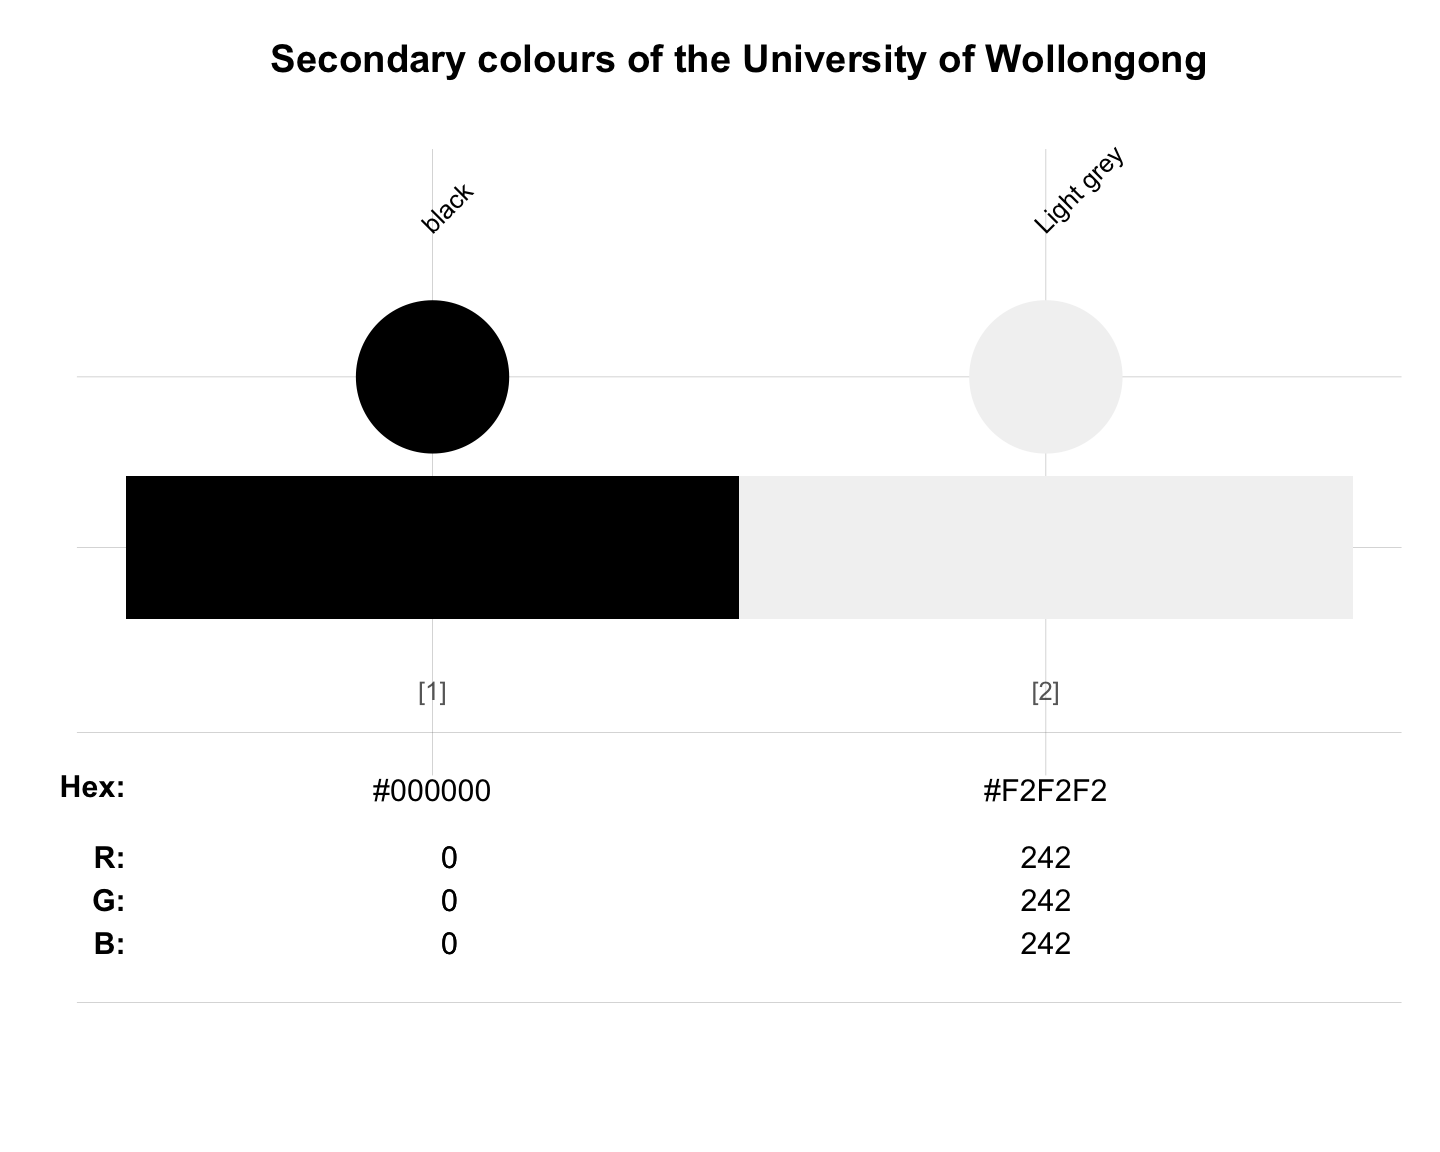 Secondary colours of the University of Wollongong
black Light grey
[1] [2]
Hex: #000000 #F2F2F2
R: 0 242
G: 0 242
B: 0 242